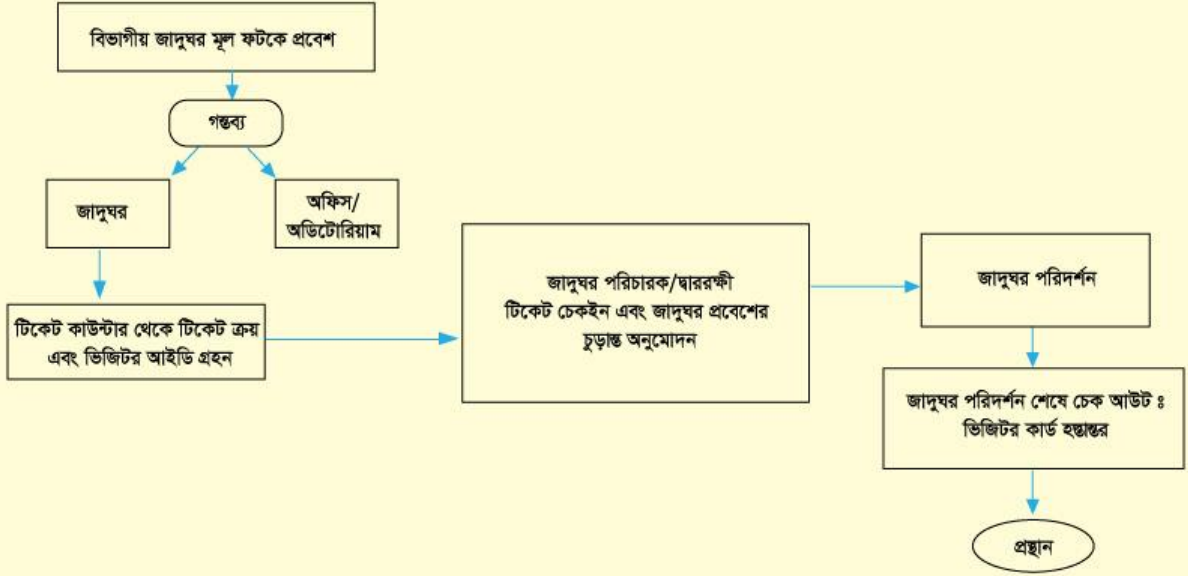 বিভাগীয় জাদুঘর মূল ফটকে প্রবেশ
গন্তব্য
জাদুঘর
অফিস/
অডিটোরিয়াম
টিকেট কাউন্টার থেকে টিকেট ক্রয়
এবং ভিজিটর আইডি গ্রহন
জাদুঘর পরিচারক/দ্বাররক্ষী
টিকেট চেকইন এবং জাদুঘর প্রবেশের
চুড়ান্ত অনুমোদন
জাদুঘর পরিদর্শন
জাদুঘর পরিদর্শন শেষে চেক আউট ঃ
ভিজিটর কার্ড হস্তান্তর
প্রস্থান